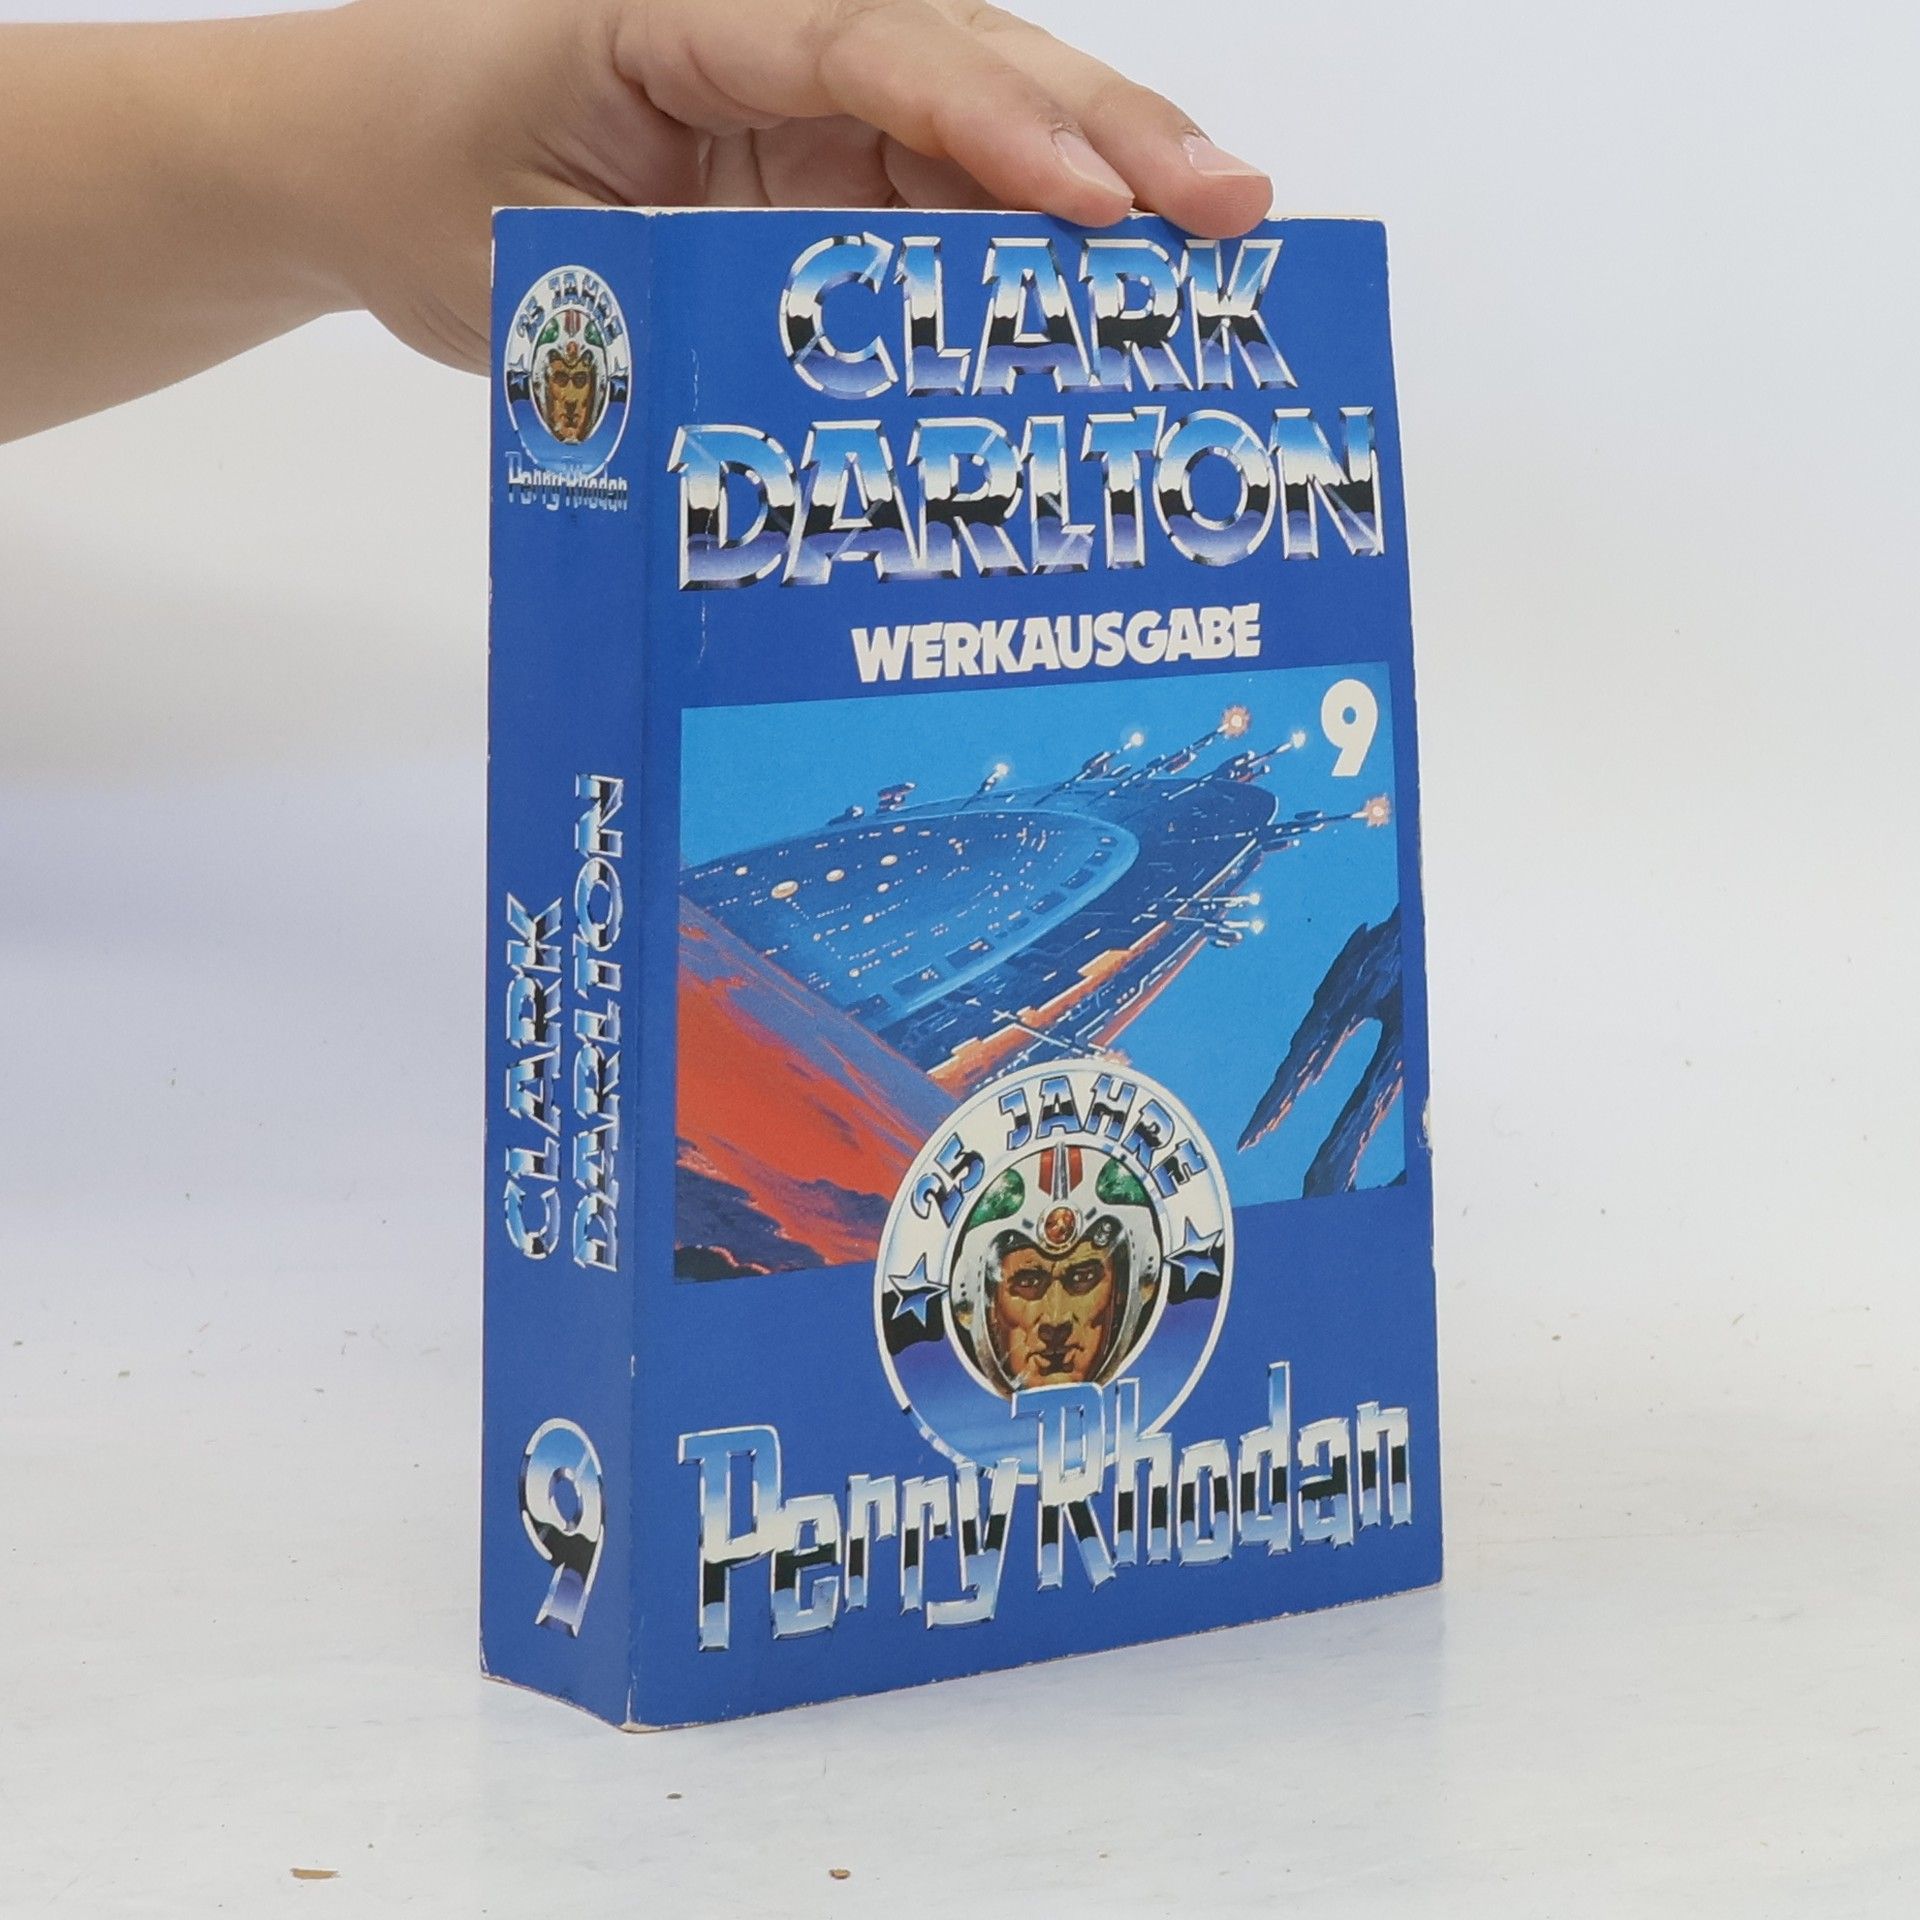 25 JAHRE
Perry Rhodan
CLARK
DARLTON
9
CLARK
DARLTON
WERKAUSGABE
9
25 JAHRE
Perry Rhodan